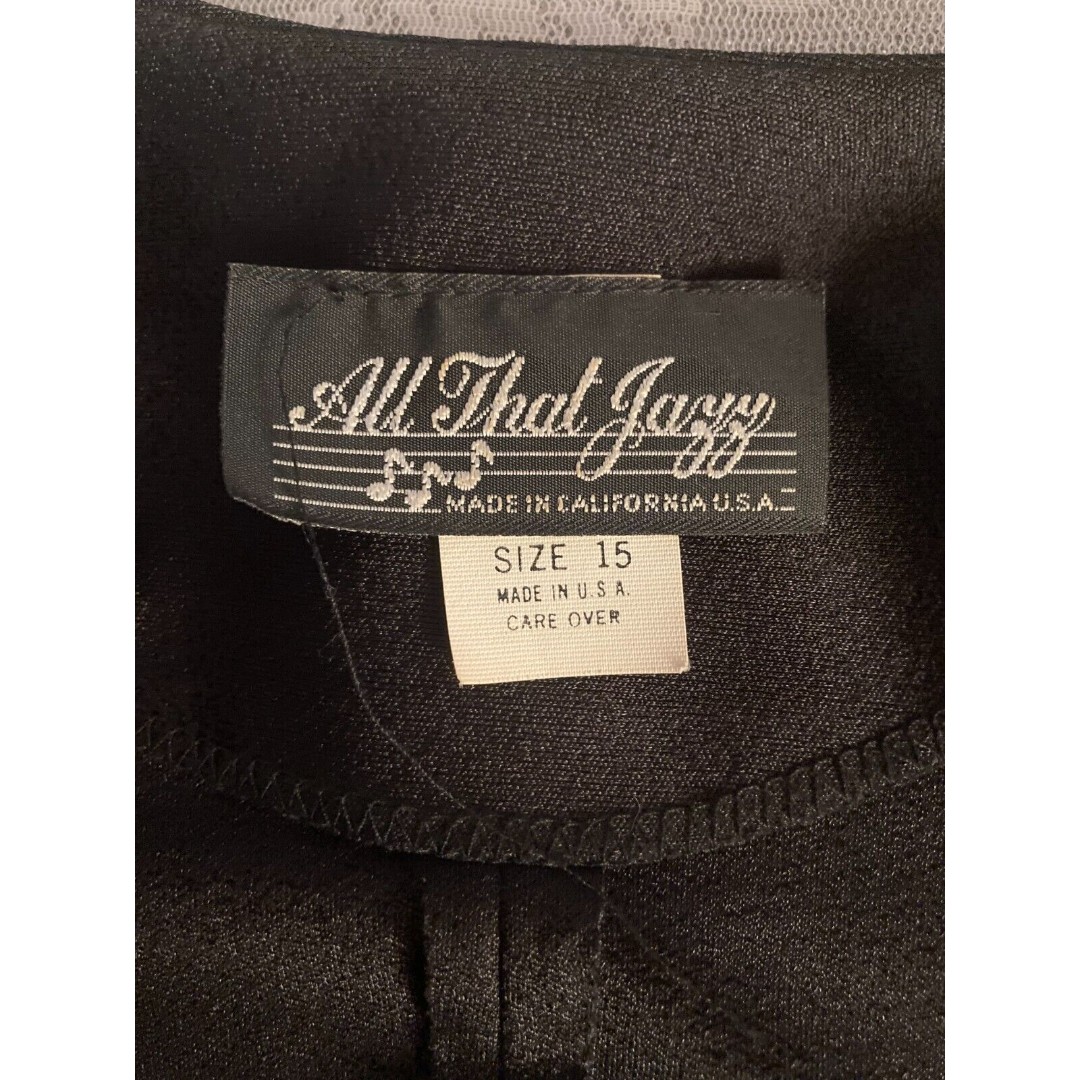 All That Jazz
MADE IN CALIFORNIA U.S.A.
SIZE 15
MADE IN U.S.A.
CARE OVER